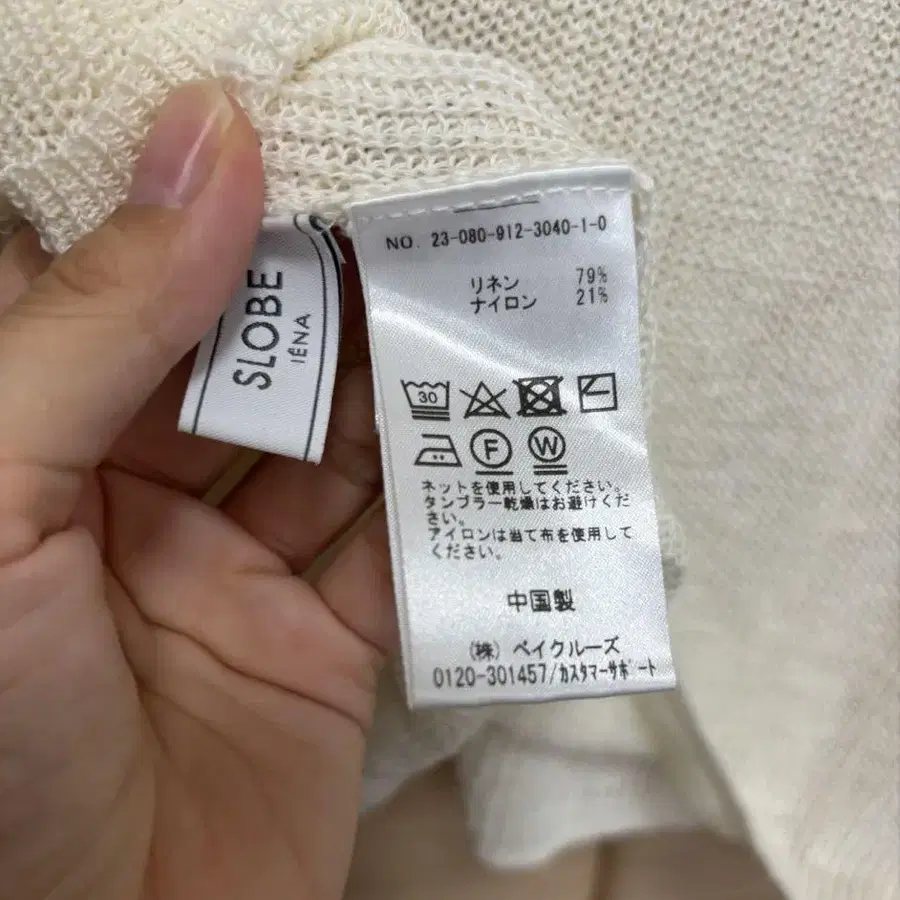 SLOBE
IÉNA
NO. 23-080-912-3040-1-0
リネン 79%
ナイロン 21%
30
F W
ネットを使用してください。
タンブラー乾燥はお避けくだ
さい。
アイロンは当て布を使用して
ください。
中国製
(株) ベイクルーズ
0120-301457/カスタマーサポート